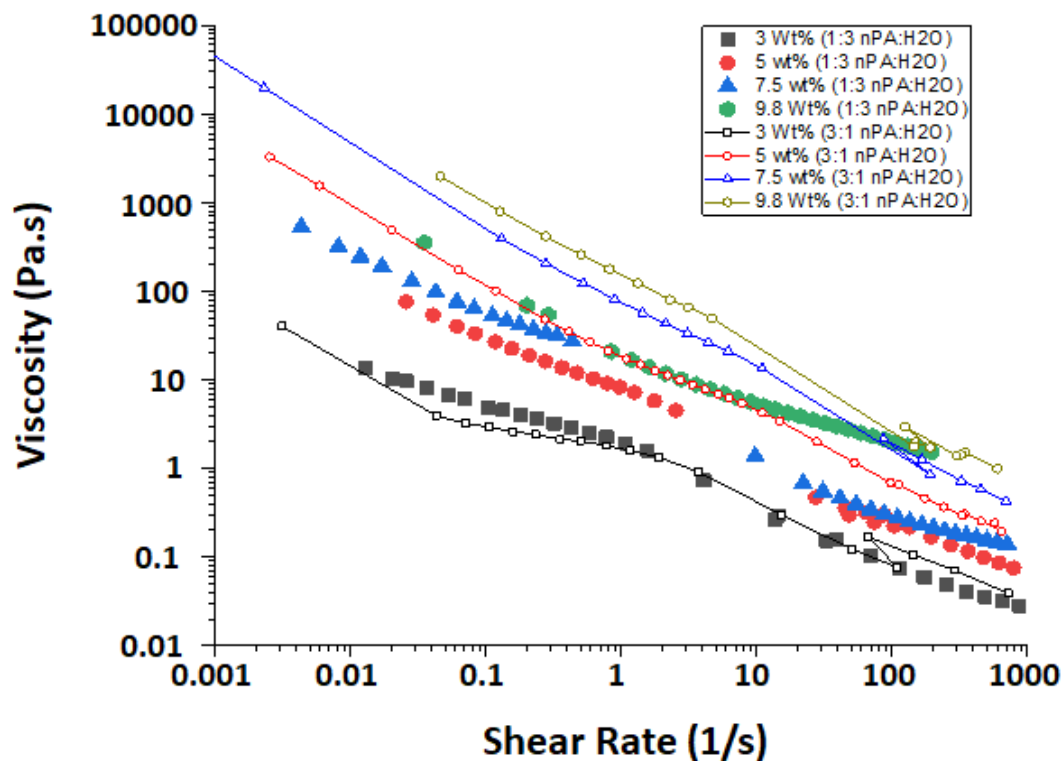 100000
10000
1000
100
10
1
0.1
0.01
Viscosity (Pa.s)
3 Wt% (1:3 nPA:H2O)
5 wt% (1:3 nPA:H2O)
7.5 wt% (1:3 nPA:H2O)
9.8 Wt% (1:3 nPA:H2O)
3 Wt% (3:1 nPA:H2O)
5 wt% (3:1 nPA:H2O)
7.5 wt% (3:1 nPA:H2O)
9.8 Wt% (3:1 nPA:H2O)
0.001 0.01 0.1 1 10 100 1000
Shear Rate (1/s)